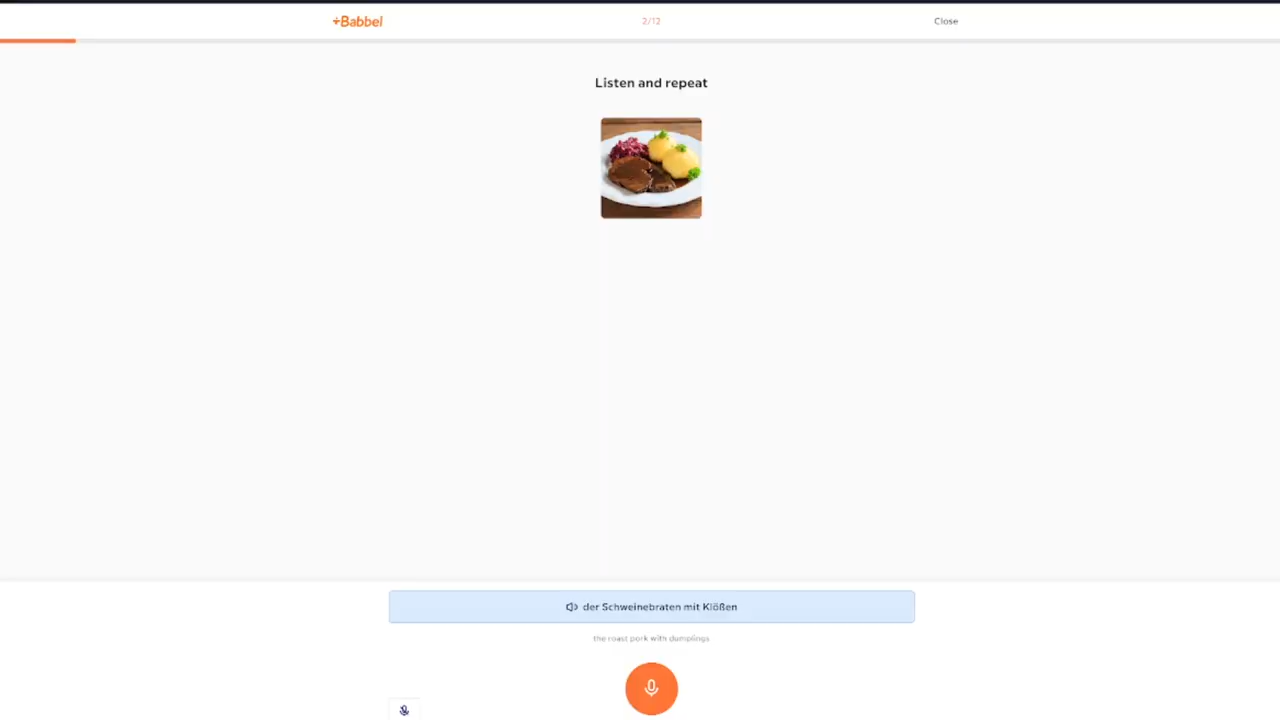 +Babbel
2/12
Close
Listen and repeat
der Schweinebraten mit Klößen
the roast pork with dumplings